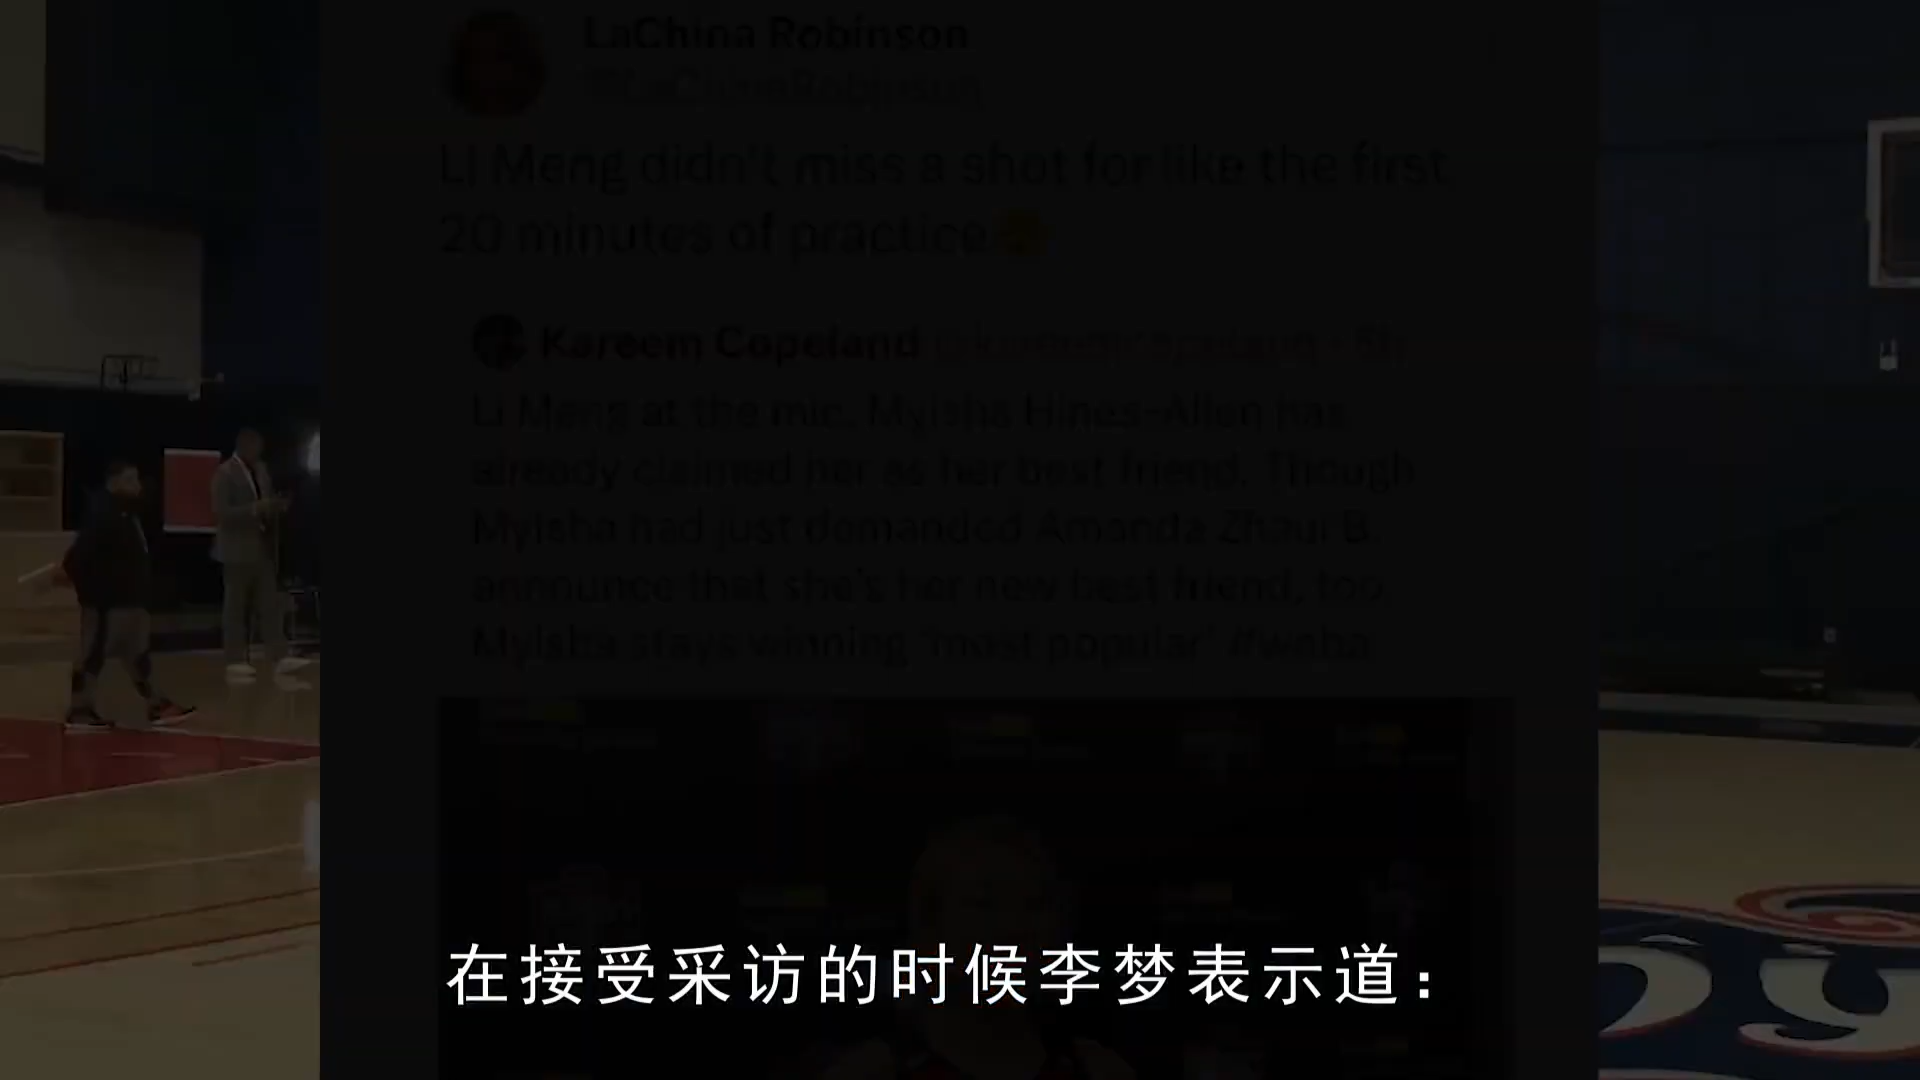 LaChina Robinson
@LaChinaRobinson
Li Meng didn't miss a shot for like the first
20 minutes of practice
Kareem Copeland
Li Meng at the mic. Myisha Hines-Allen has
already claimed her as her best friend. Though
Myisha had just demanded Amanda Zhaui B.
announce that she's her new best friend, too.
Myisha stays winning 'most popular' #wnba
在接受采访的时候李梦表示道：